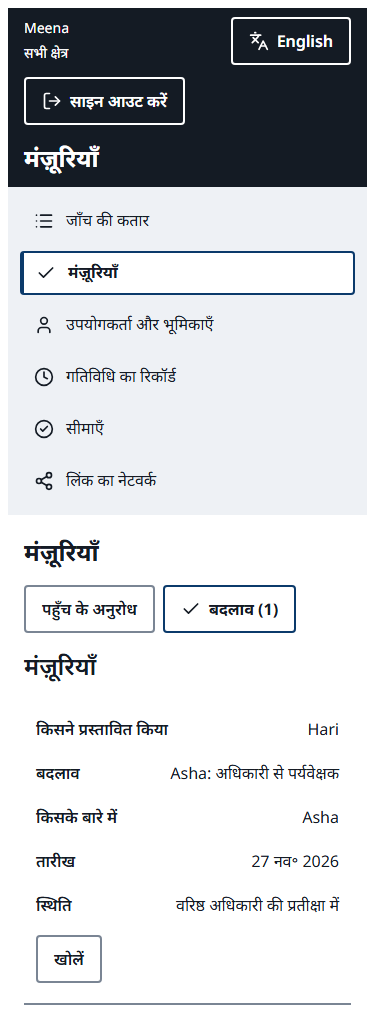 Meena
सभी क्षेत्र
English
साइन आउट करें
मंज़ूरियाँ
जाँच की कतार
मंज़ूरियाँ
उपयोगकर्ता और भूमिकाएँ
गतिविधि का रिकॉर्ड
सीमाएँ
लिंक का नेटवर्क
मंज़ूरियाँ
पहुँच के अनुरोध
बदलाव (1)
मंज़ूरियाँ
किसने प्रस्तावित किया Hari
बदलाव Asha: अधिकारी से पर्यवेक्षक
किसके बारे में Asha
तारीख 27 नव॰ 2026
स्थिति वरिष्ठ अधिकारी की प्रतीक्षा में
खोलें